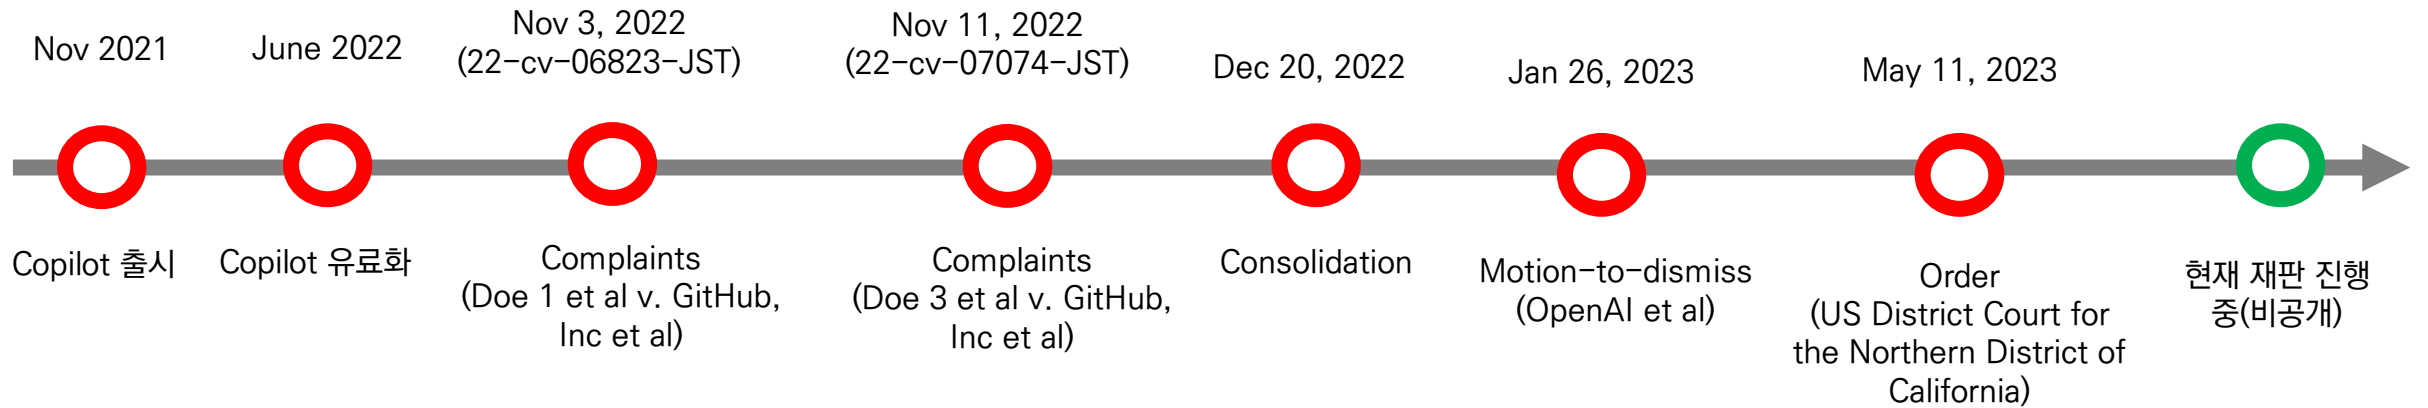 Nov 2021
June 2022
Nov 3, 2022
(22-cv-06823-JST)
Nov 11, 2022
(22-cv-07074-JST)
Dec 20, 2022
Jan 26, 2023
May 11, 2023
Copilot 출시
Copilot 유료화
Complaints
(Doe 1 et al v. GitHub,
Inc et al)
Complaints
(Doe 3 et al v. GitHub,
Inc et al)
Consolidation
Motion-to-dismiss
(OpenAI et al)
Order
(US District Court for
the Northern District of
California)
현재 재판 진행
중(비공개)